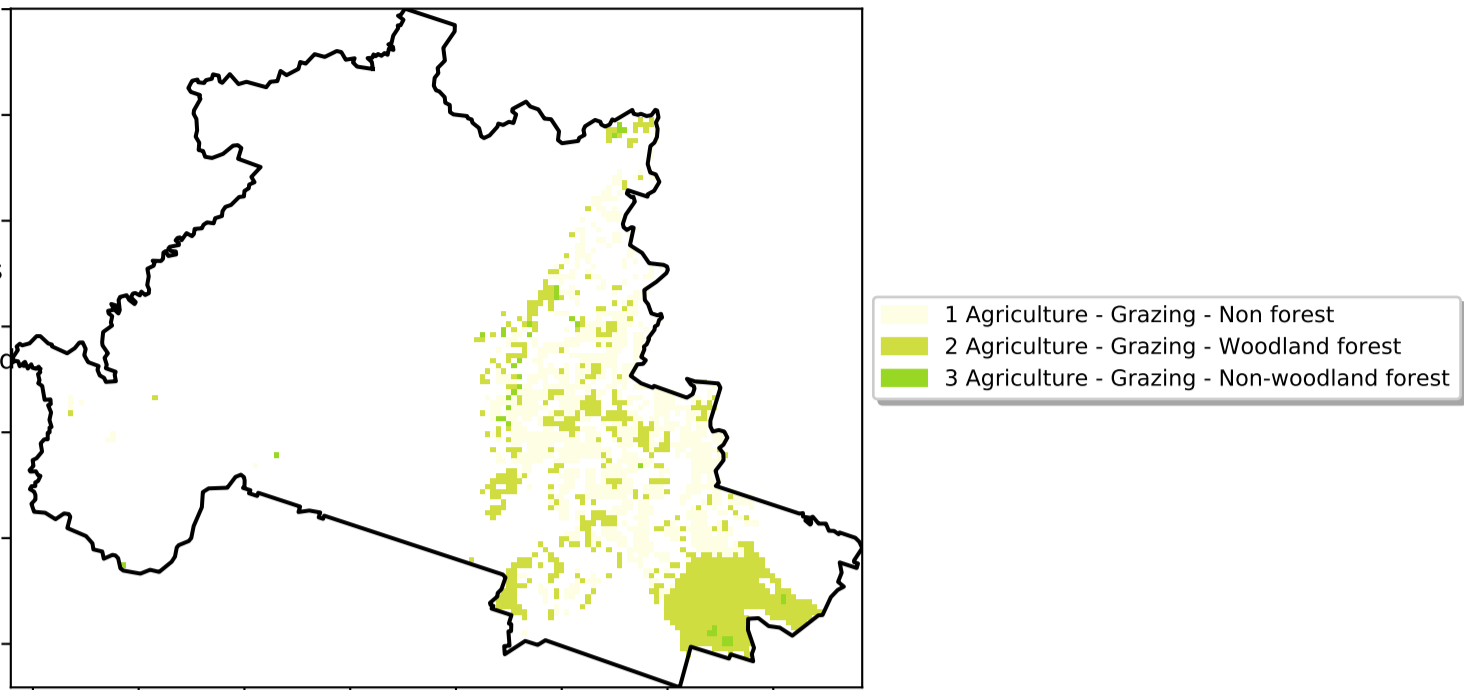 1 Agriculture - Grazing - Non forest
2 Agriculture - Grazing - Woodland forest
3 Agriculture - Grazing - Non-woodland forest